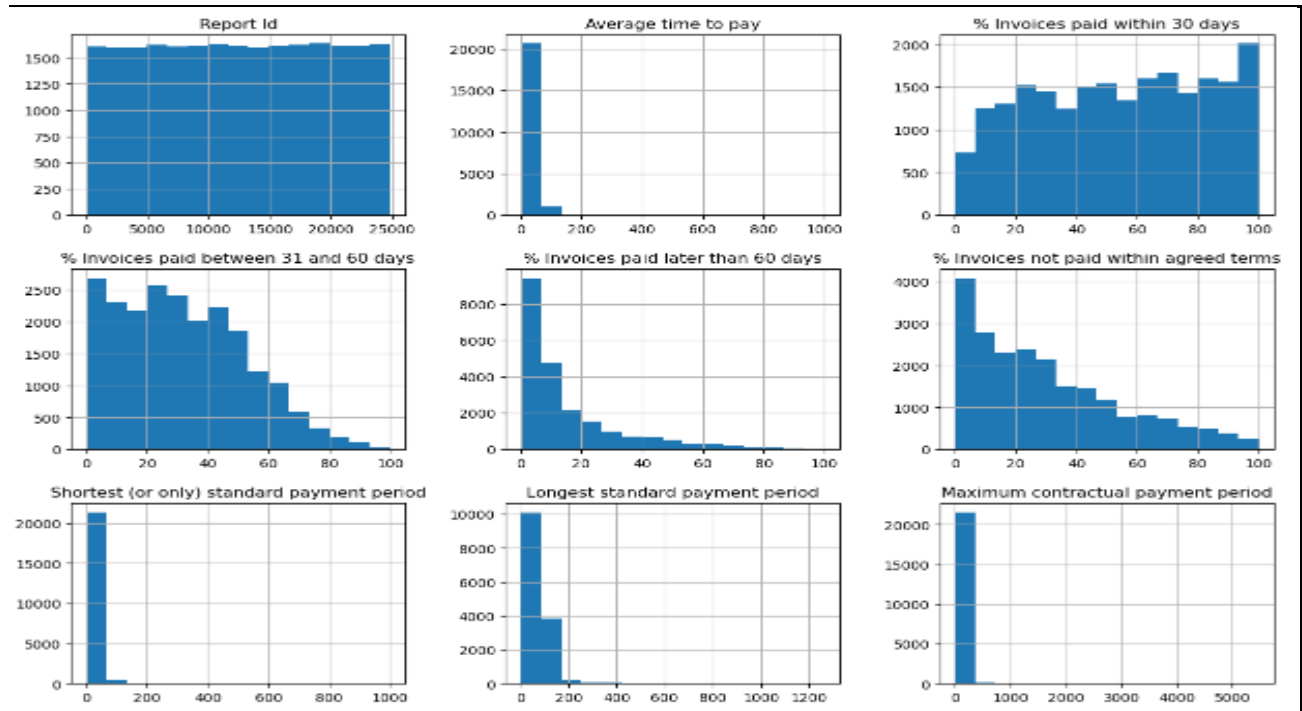 Report Id
Average time to pay
% Invoices paid within 30 days
1500
1250
1000
750
500
250
0
0 5000 10000 15000 20000 25000
20000
15000
10000
5000
0
0 200 400 600 800 1000
2000
1500
1000
500
0
0 20 40 60 80 100
% Invoices paid between 31 and 60 days
% Invoices paid later than 60 days
% Invoices not paid within agreed terms
2500
2000
1500
1000
500
0
0 20 40 60 80 100
8000
6000
4000
2000
0
0 20 40 60 80 100
4000
3000
2000
1000
0
0 20 40 60 80 100
Shortest (or only) standard payment period
Longest standard payment period
Maximum contractual payment period
20000
15000
10000
5000
0
0 200 400 600 800 1000
10000
8000
6000
4000
2000
0
0 200 400 600 800 1000 1200
20000
15000
10000
5000
0
0 1000 2000 3000 4000 5000